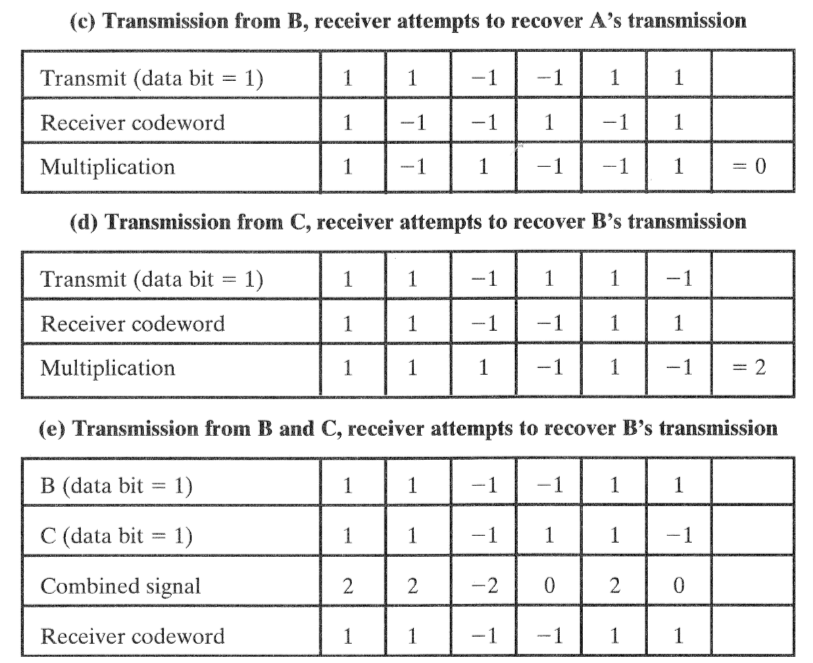 (c) Transmission from B, receiver attempts to recover A's transmission
Transmit (data bit = 1) 1 1 −1 −1 1 1
Receiver codeword 1 −1 −1 1 −1 1
Multiplication 1 −1 1 −1 −1 1 = 0
(d) Transmission from C, receiver attempts to recover B's transmission
Transmit (data bit = 1) 1 1 −1 1 1 −1
Receiver codeword 1 1 −1 −1 1 1
Multiplication 1 1 1 −1 1 −1 = 2
(e) Transmission from B and C, receiver attempts to recover B's transmission
B (data bit = 1) 1 1 −1 −1 1 1
C (data bit = 1) 1 1 −1 1 1 −1
Combined signal 2 2 −2 0 2 0
Receiver codeword 1 1 −1 −1 1 1